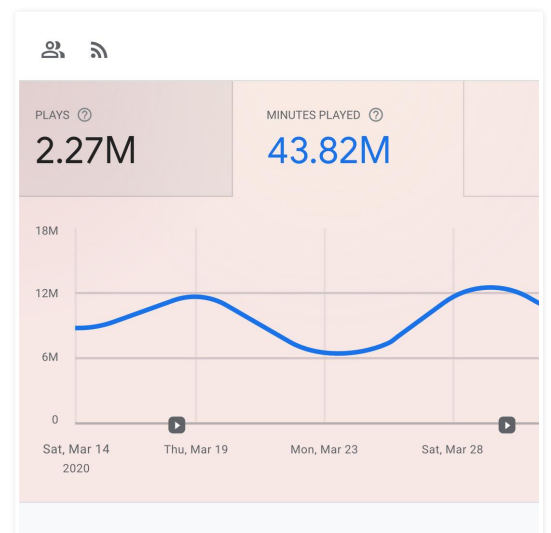 PLAYS
2.27M
MINUTES PLAYED
43.82M
18M
12M
6M
0
Sat, Mar 14
2020
Thu, Mar 19
Mon, Mar 23
Sat, Mar 28